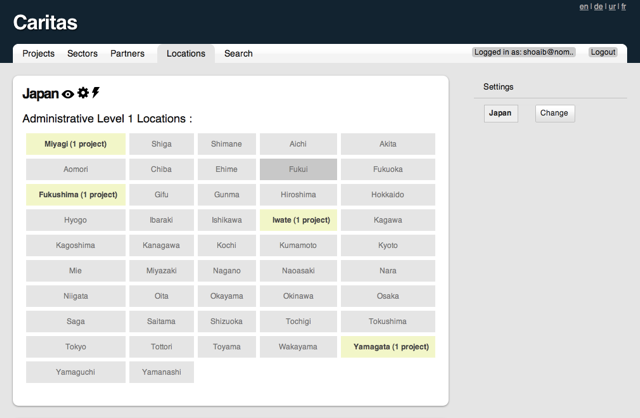 en | de | ur | fr
Caritas
Projects Sectors Partners Locations Search Logged in as: shoaib@nom.. Logout
Japan
Settings
Japan Change
Administrative Level 1 Locations :
Miyagi (1 project) Shiga Shimane Aichi Akita
Aomori Chiba Ehime Fukui Fukuoka
Fukushima (1 project) Gifu Gunma Hiroshima Hokkaido
Hyogo Ibaraki Ishikawa Iwate (1 project) Kagawa
Kagoshima Kanagawa Kochi Kumamoto Kyoto
Mie Miyazaki Nagano Naoasaki Nara
Niigata Oita Okayama Okinawa Osaka
Saga Saitama Shizuoka Tochigi Tokushima
Tokyo Tottori Toyama Wakayama Yamagata (1 project)
Yamaguchi Yamanashi